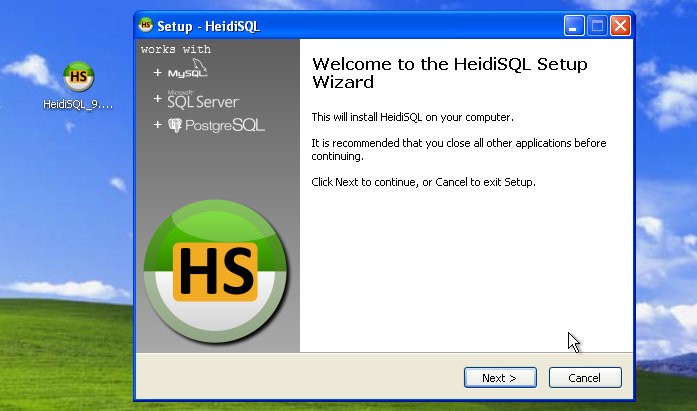 Setup - HeidiSQL
works with
+ MySQL
+ Microsoft SQL Server
+ PostgreSQL
HS
HS
HeidiSQL_9....
Welcome to the HeidiSQL Setup
Wizard
This will install HeidiSQL on your computer.
It is recommended that you close all other applications before
continuing.
Click Next to continue, or Cancel to exit Setup.
Next >
Cancel